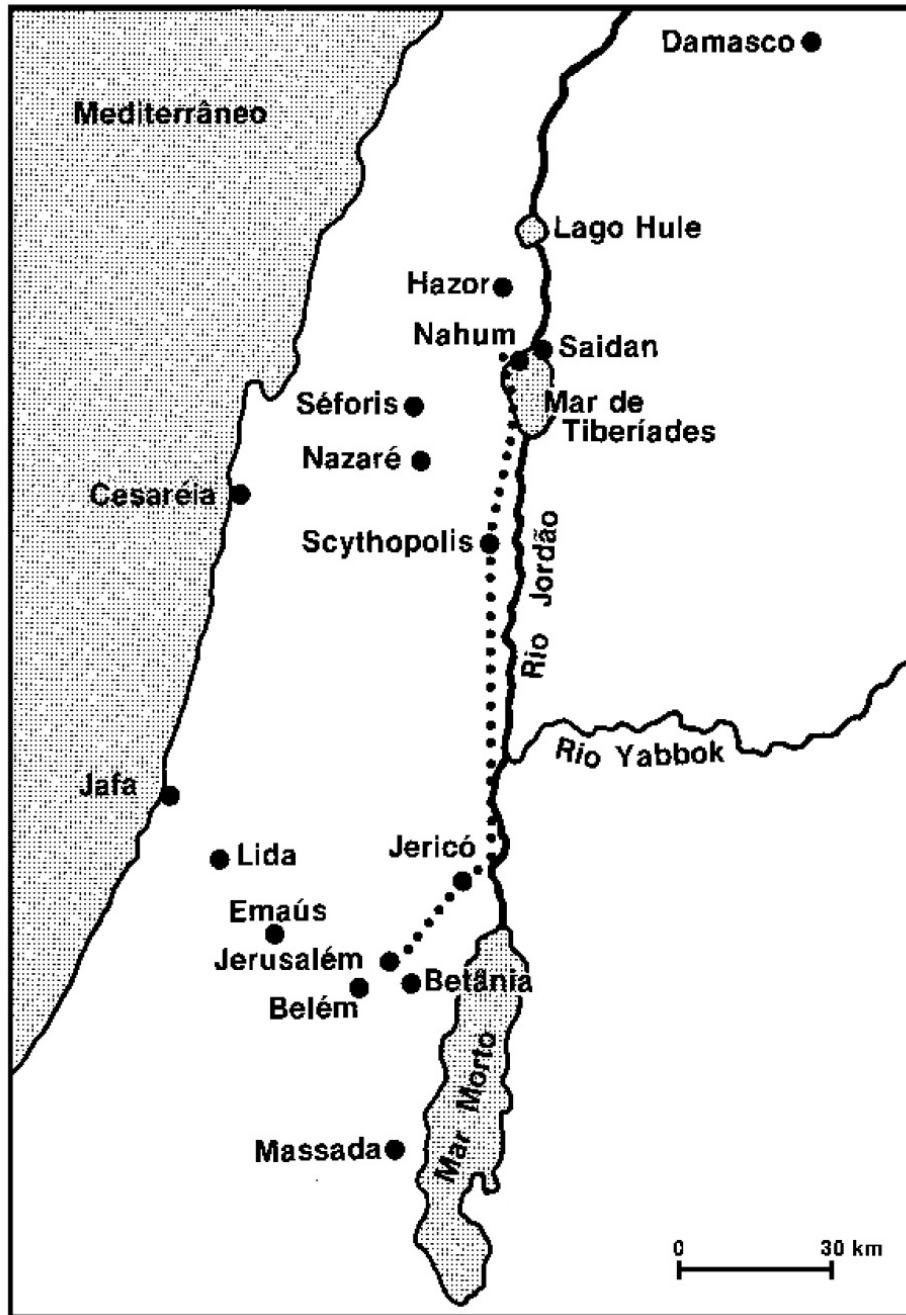 Damasco
Mediterrâneo
Lago Hule
Hazor
Nahum
Saidan
Séforis
Mar de
Tiberíades
Nazaré
Cesaréia
Scythopolis
Rio Jordão
Rio Yabbok
Jafa
Jericó
Lida
Emaús
Jerusalém
Betânia
Belém
Mar Morto
Massada
0 30 km